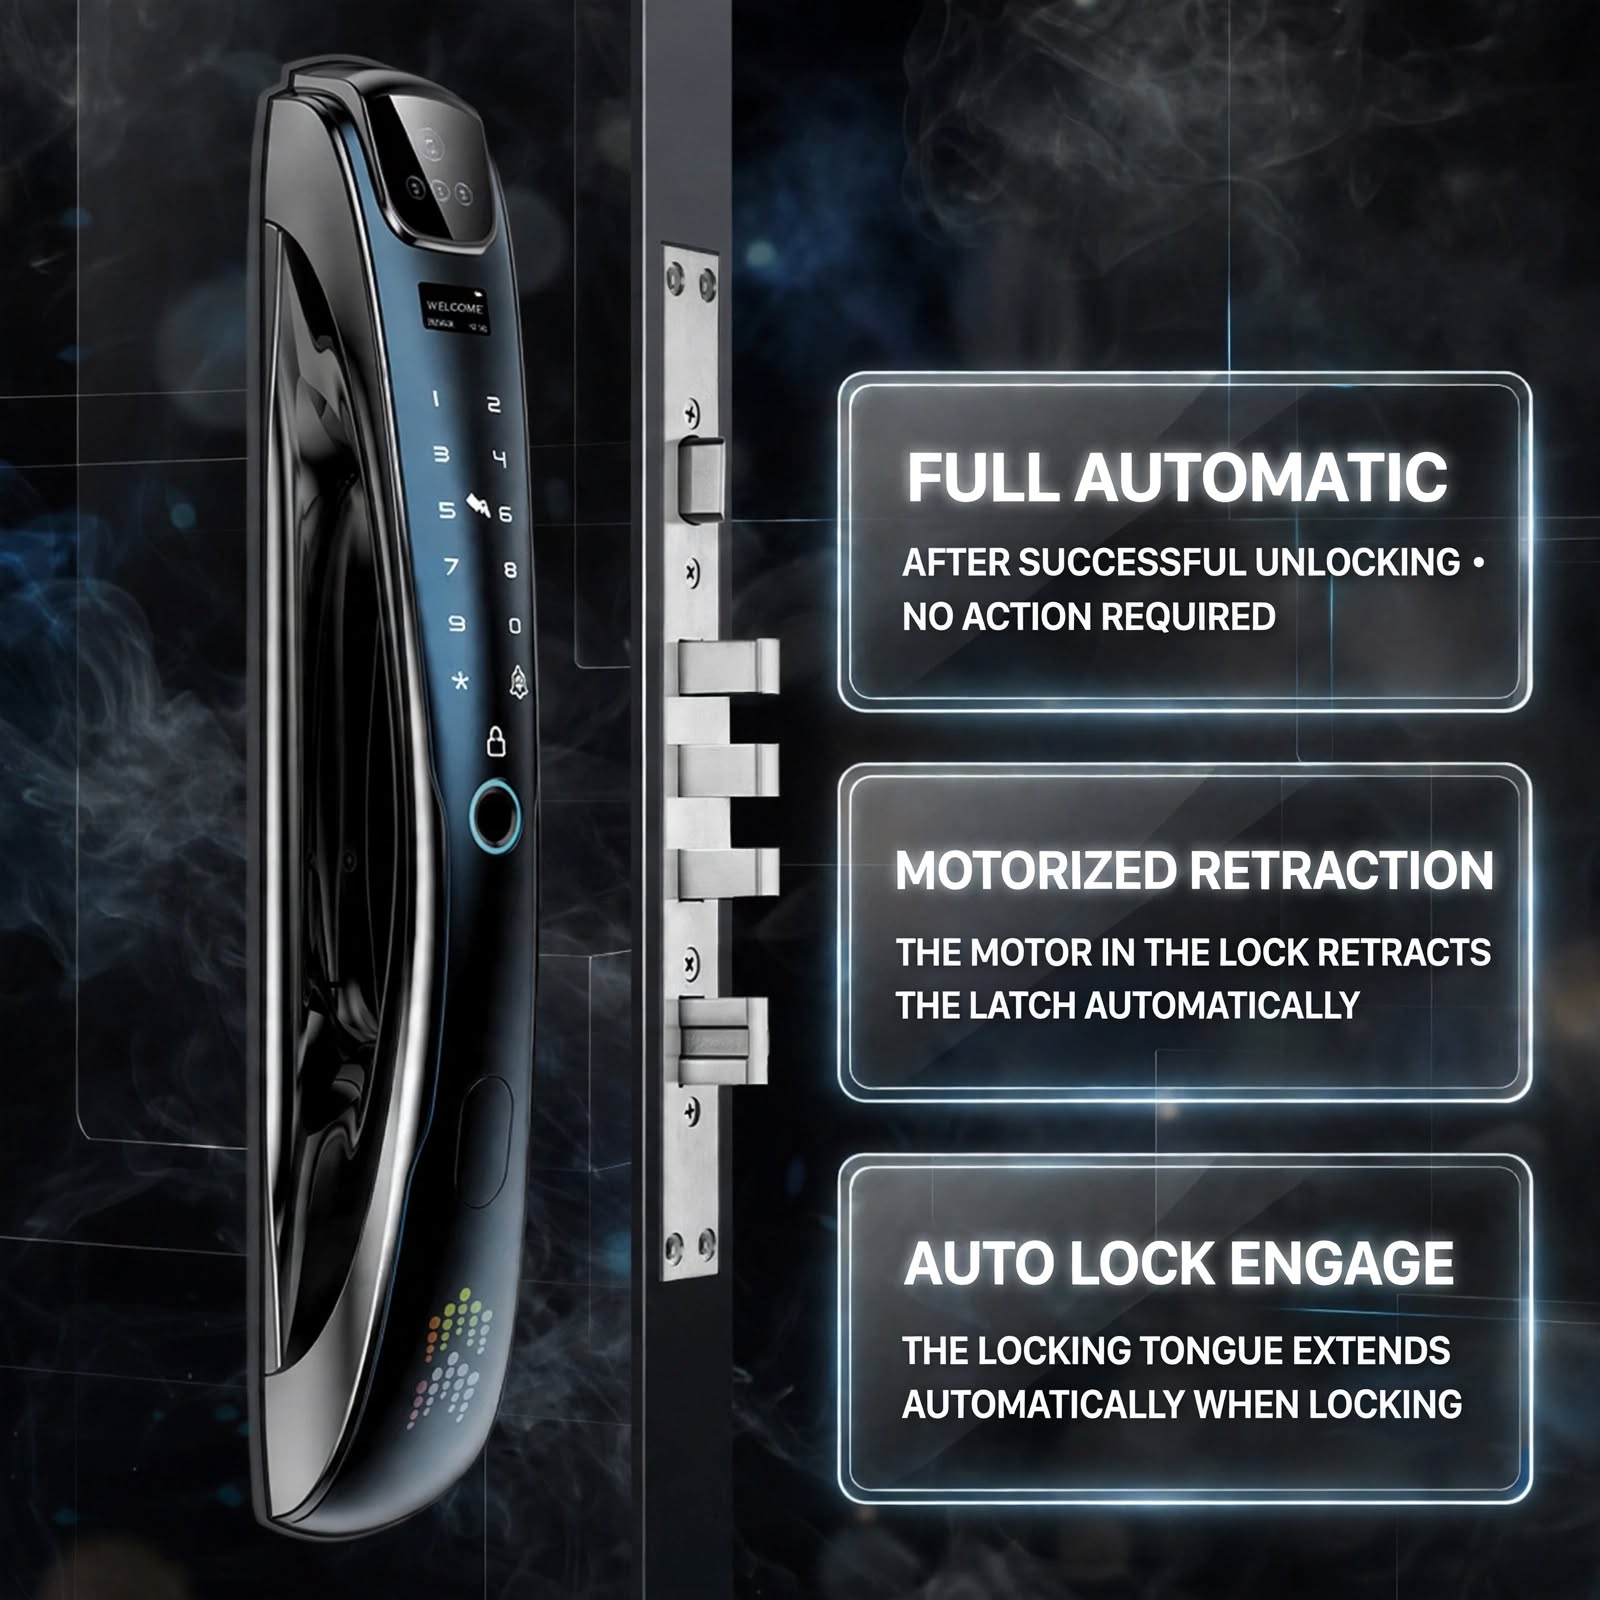 WELCOME
1 2
3 4
5 6
7 8
9 0
*
FULL AUTOMATIC
AFTER SUCCESSFUL UNLOCKING •
NO ACTION REQUIRED
MOTORIZED RETRACTION
THE MOTOR IN THE LOCK RETRACTS
THE LATCH AUTOMATICALLY
AUTO LOCK ENGAGE
THE LOCKING TONGUE EXTENDS
AUTOMATICALLY WHEN LOCKING